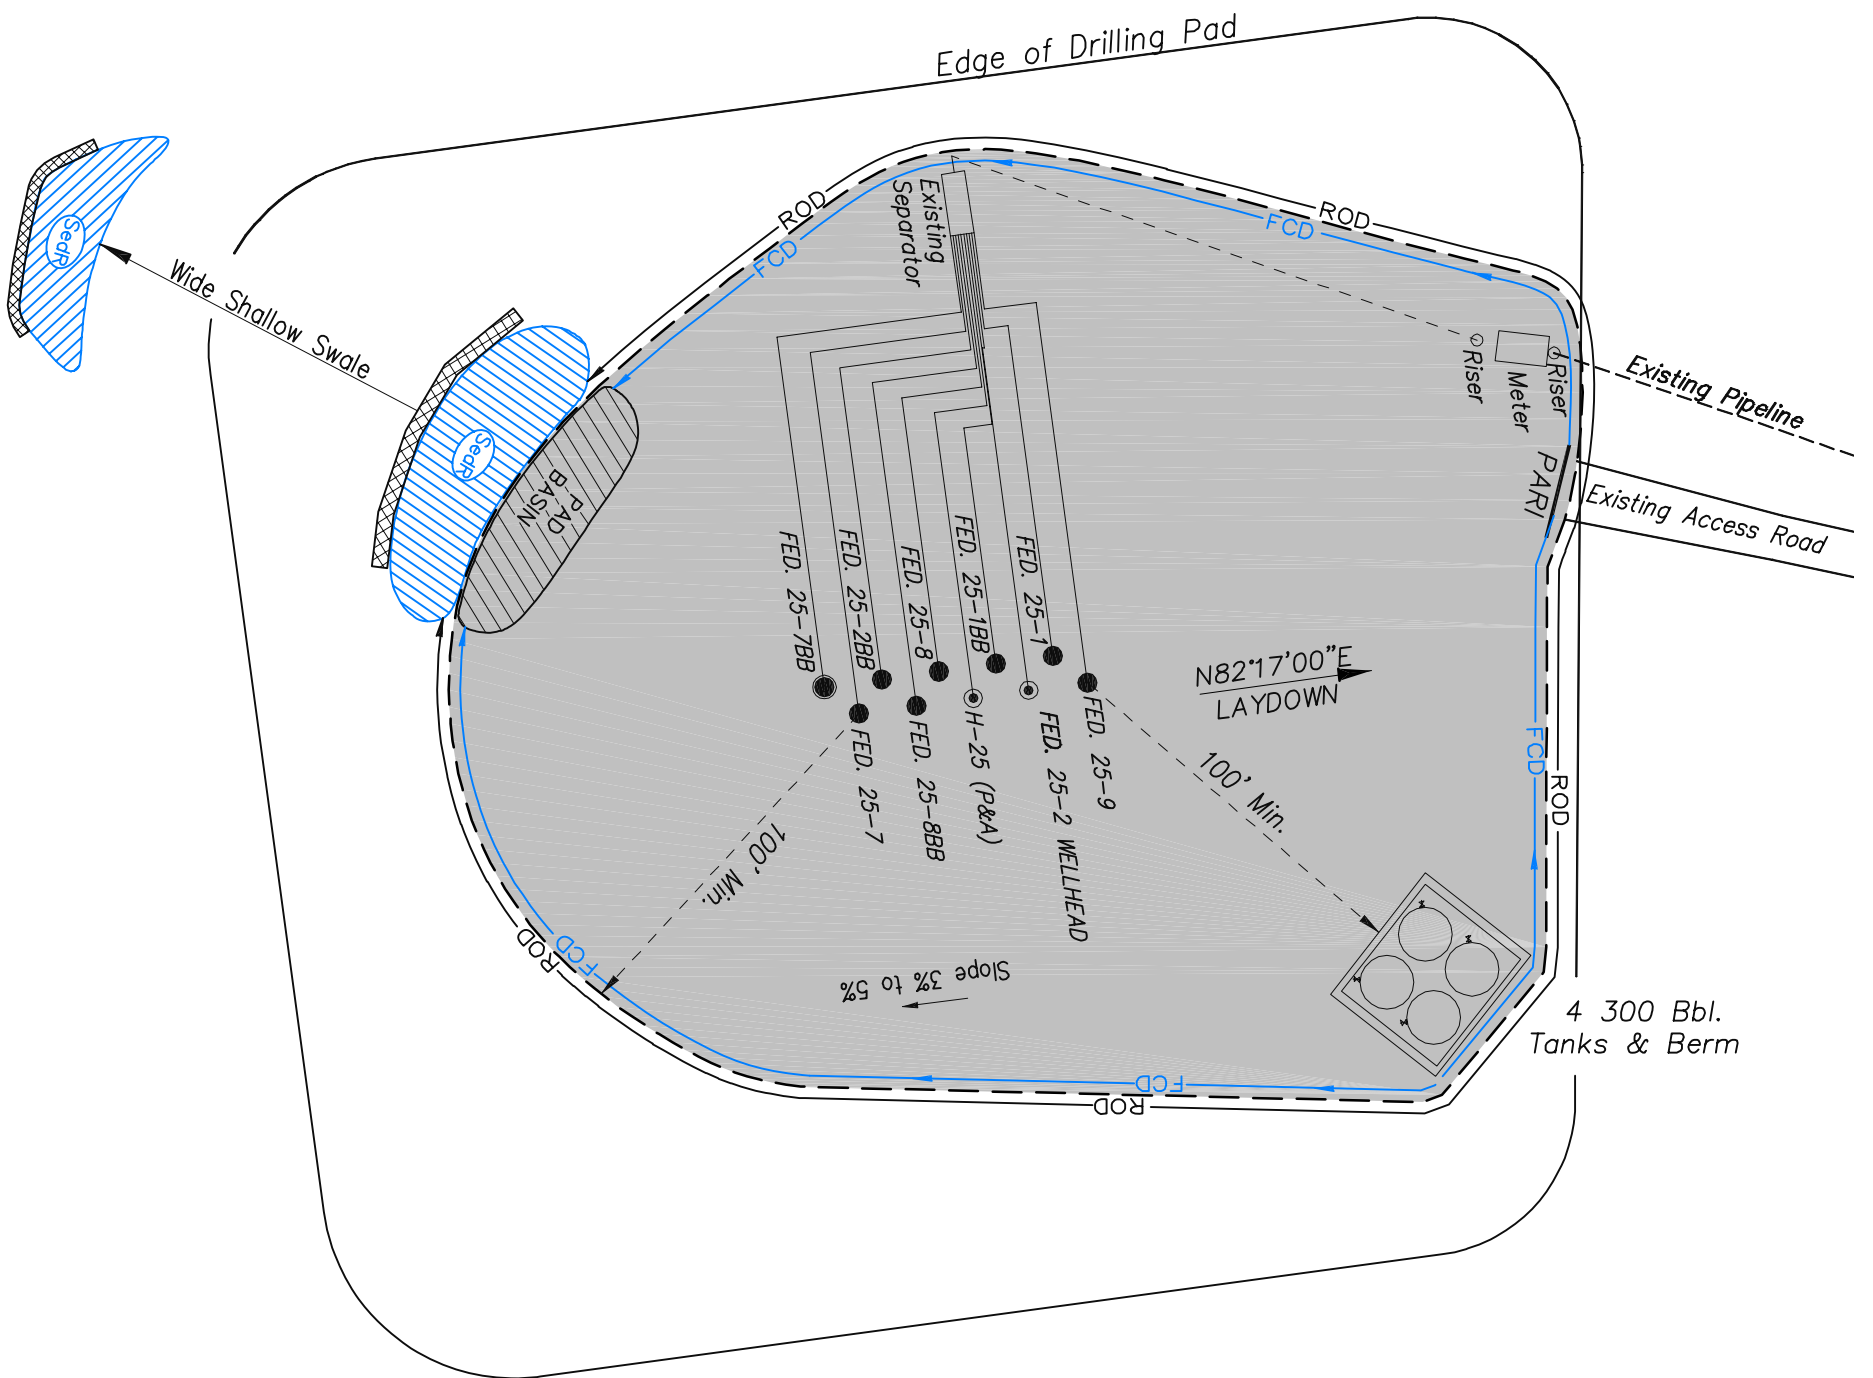 Edge of Drilling Pad
ROD
FCD
ROD
FCD
Existing
Separator
SedR
Wide Shallow Swale
SedR
PAD
BASIN
Riser
Meter
Riser
Existing Pipeline
PAR
Existing Access Road
FED. 25-7BB
FED. 25-2BB
FED. 25-8
FED. 25-1BB
FED. 25-1
N82°17'00"E
LAYDOWN
FED. 25-7
FED. 25-8BB
H-25 (P&A)
FED. 25-2 WELLHEAD
FED. 25-9
100' Min.
100' Min.
FCD
ROD
ROD
FCD
Slope 3% to 5%
4 300 Bbl.
Tanks & Berm
FCD
ROD